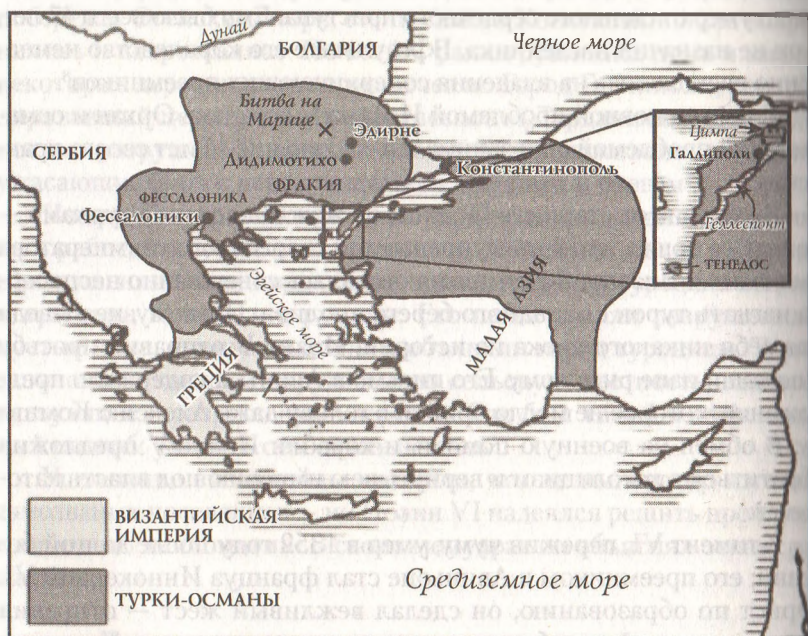 Дунай
БОЛГАРИЯ
Черное море
Битва на
Марице
Эдирне
СЕРБИЯ
Дидимотихо
ФРАКИЯ
Константинополь
ФЕССАЛОНИКА
Фессалоники
Цимпа
Галлиполи
Геллеспонт
ТЕНЕДОС
Эгейское море
МАЛАЯ АЗИЯ
ГРЕЦИЯ
ВИЗАНТИЙСКАЯ
ИМПЕРИЯ
ТУРКИ-ОСМАНЫ
Средиземное море